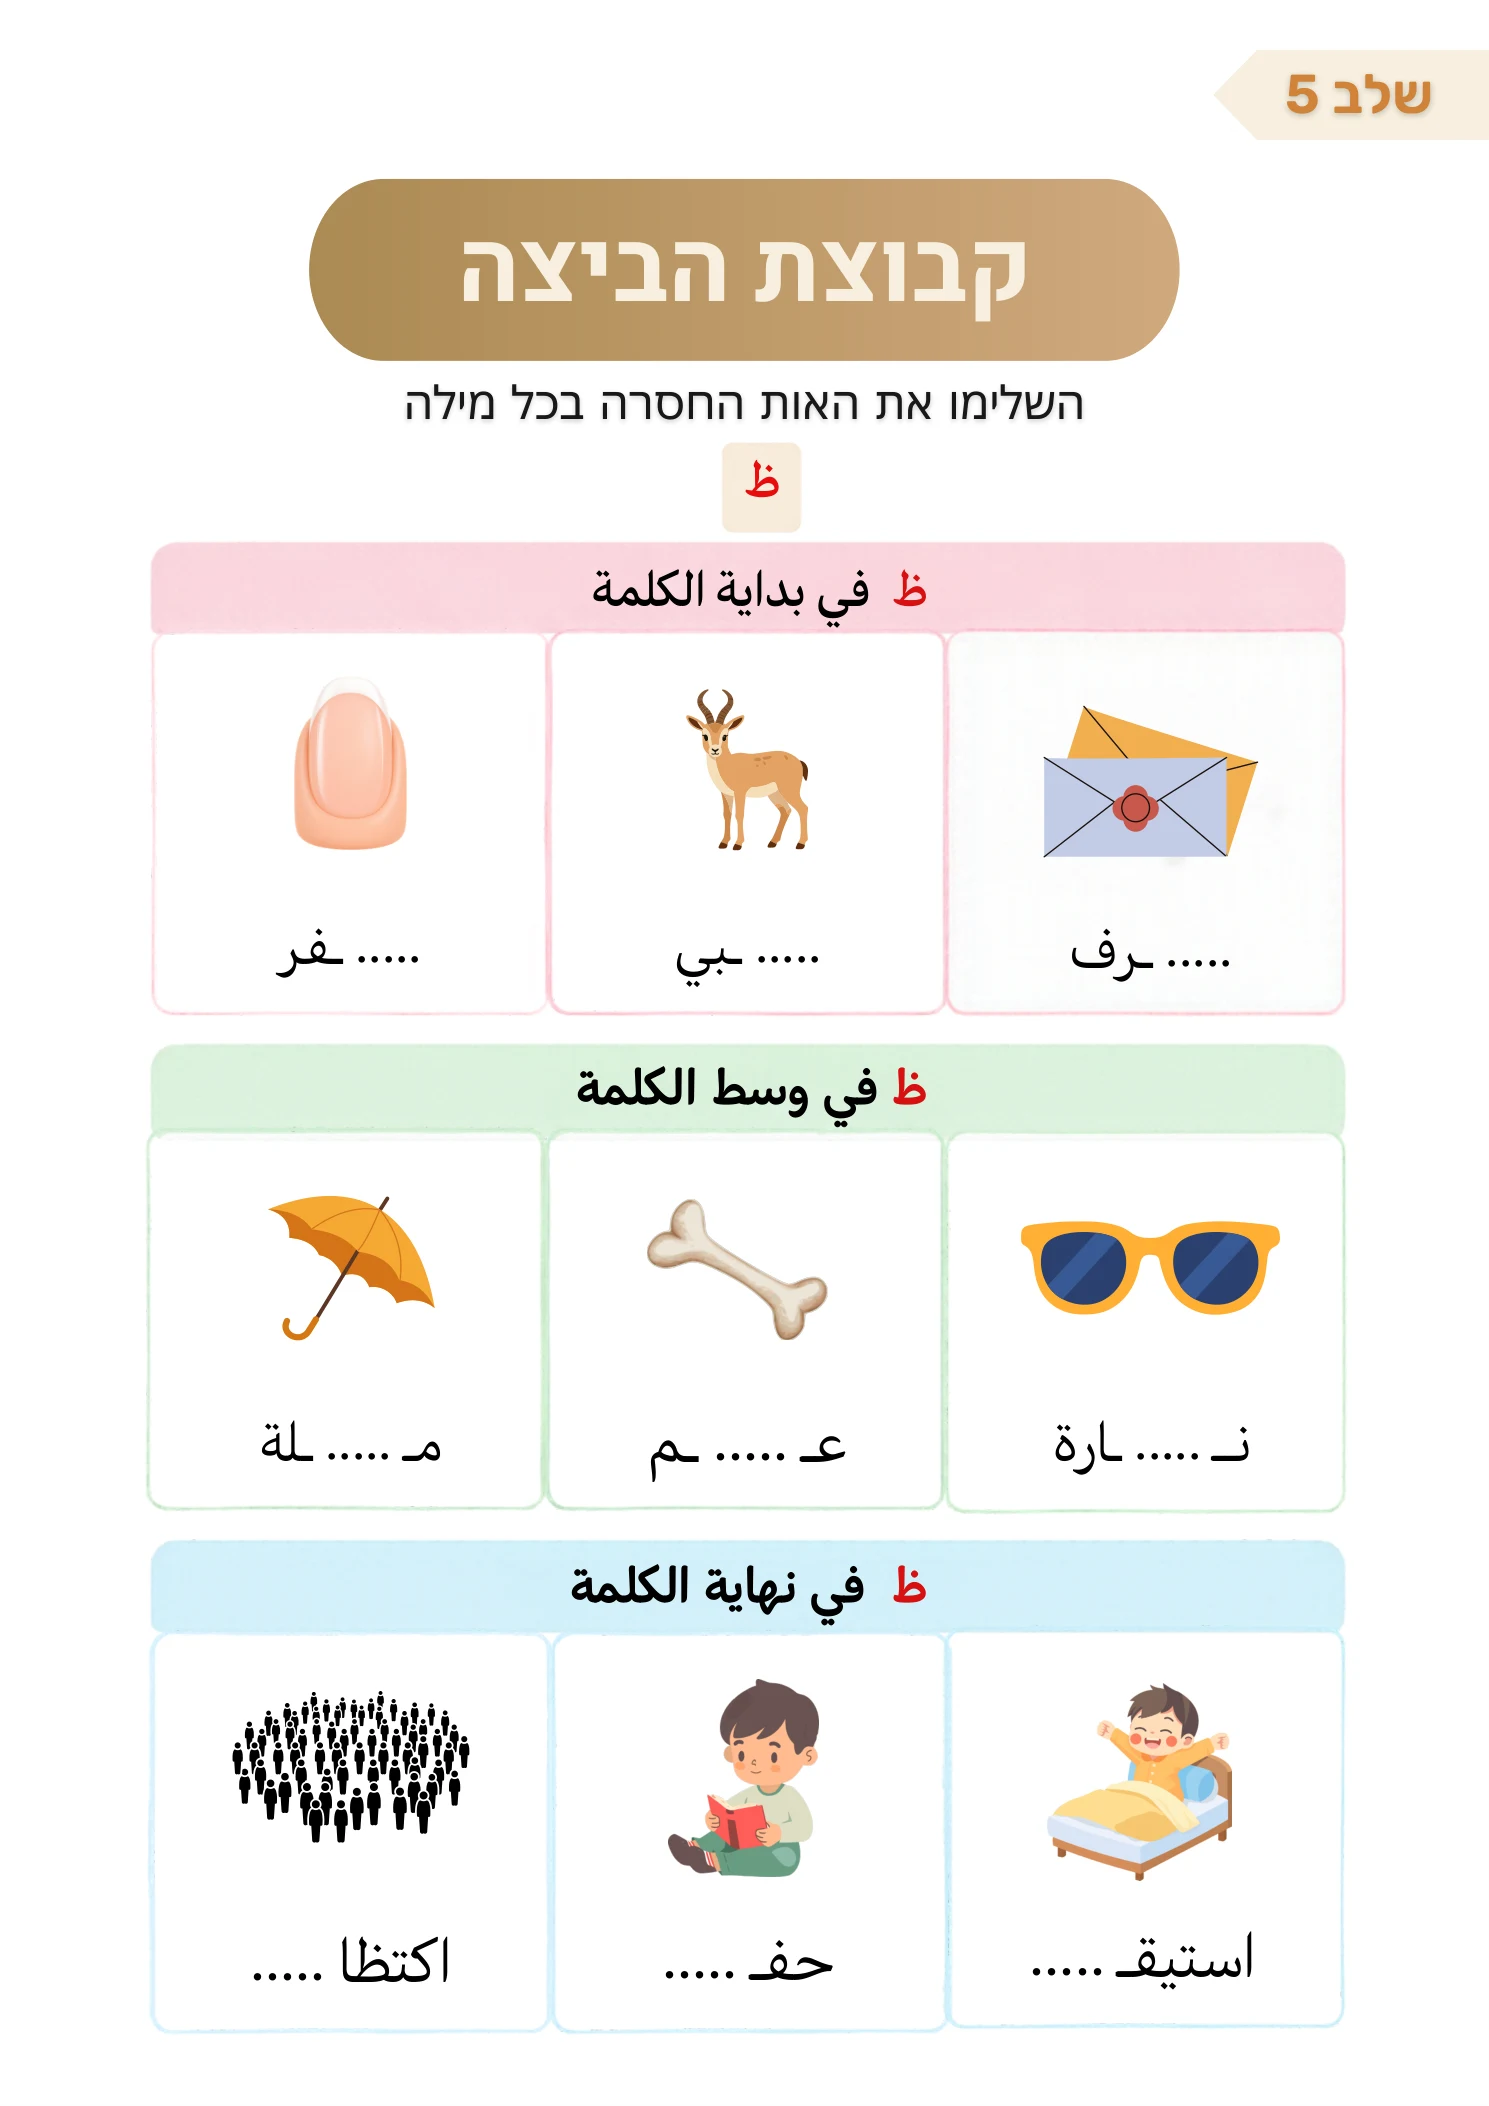 שלב 5
קבוצת הביצה
השלימו את האות החסרה בכל מילה
ظ
ظ في بداية الكلمة
..... ـرف
..... ـبي
..... ـفر
ظ في وسط الكلمة
نـ ..... ـارة
عـ ..... ـم
مـ ..... ـلة
ظ في نهاية الكلمة
استيقـ .....
حفـ .....
اكتظا .....